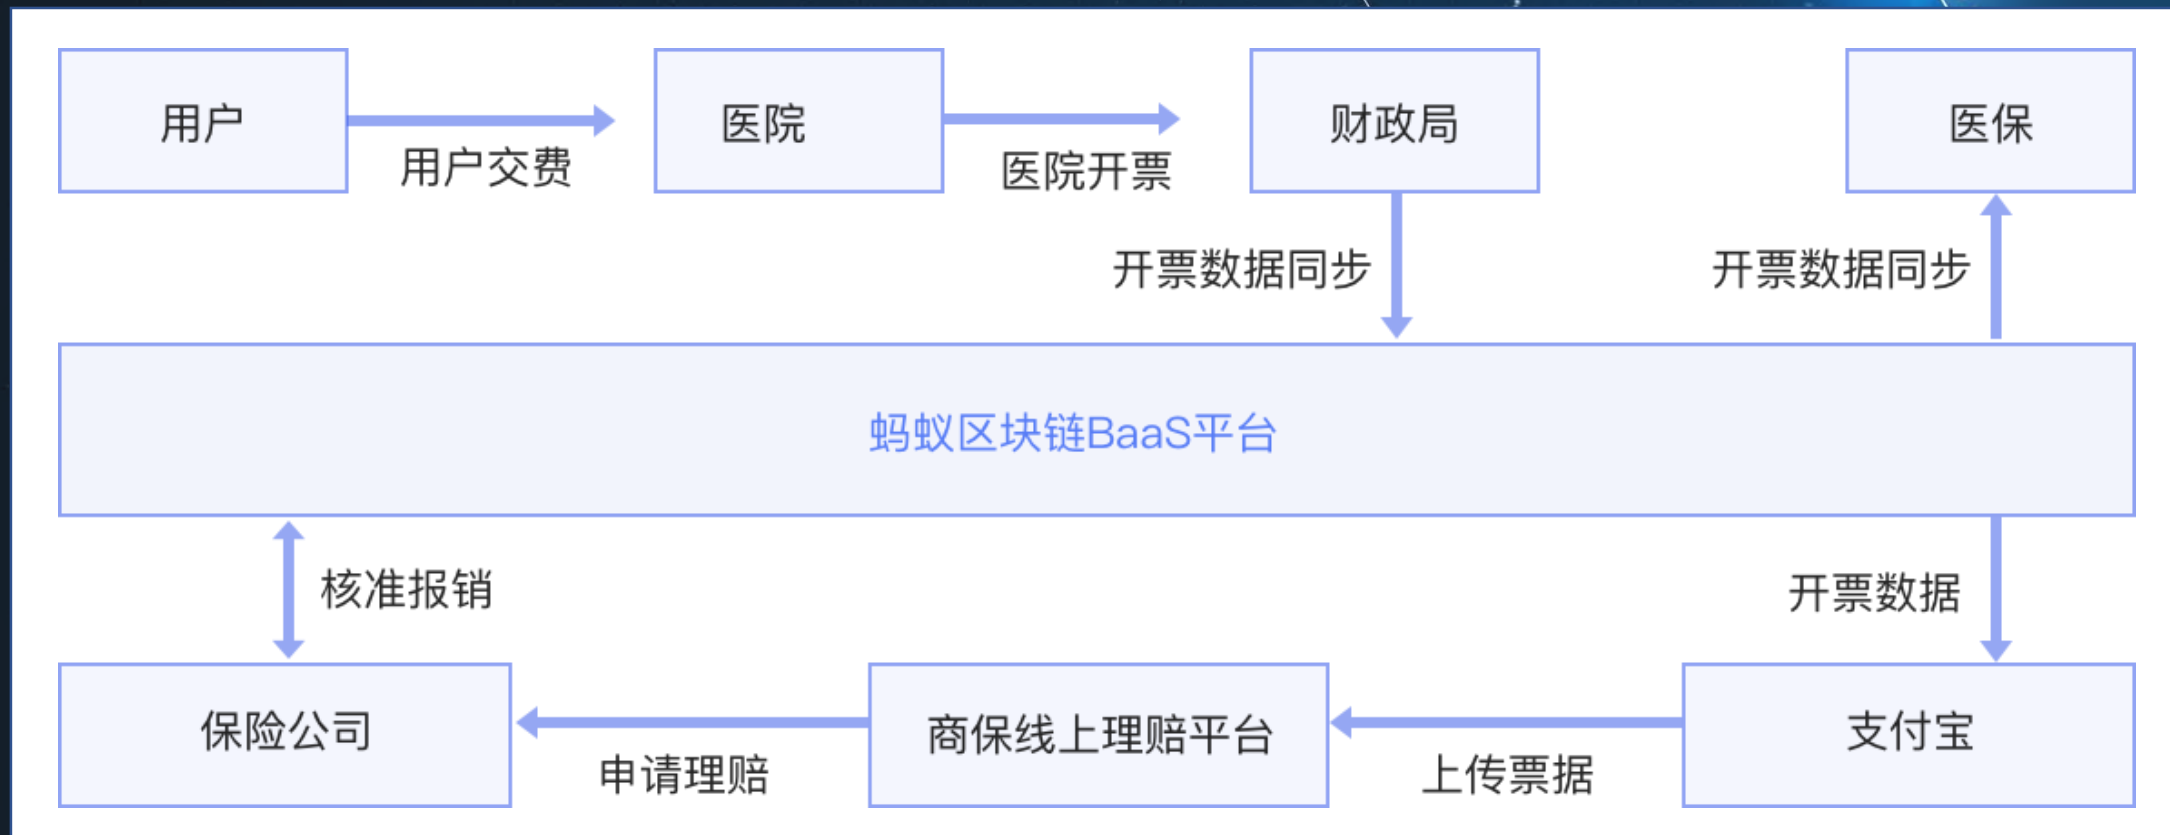 用户
用户交费
医院
医院开票
财政局
医保
开票数据同步
开票数据同步
蚂蚁区块链BaaS平台
核准报销
开票数据
保险公司
申请理赔
商保线上理赔平台
上传票据
支付宝